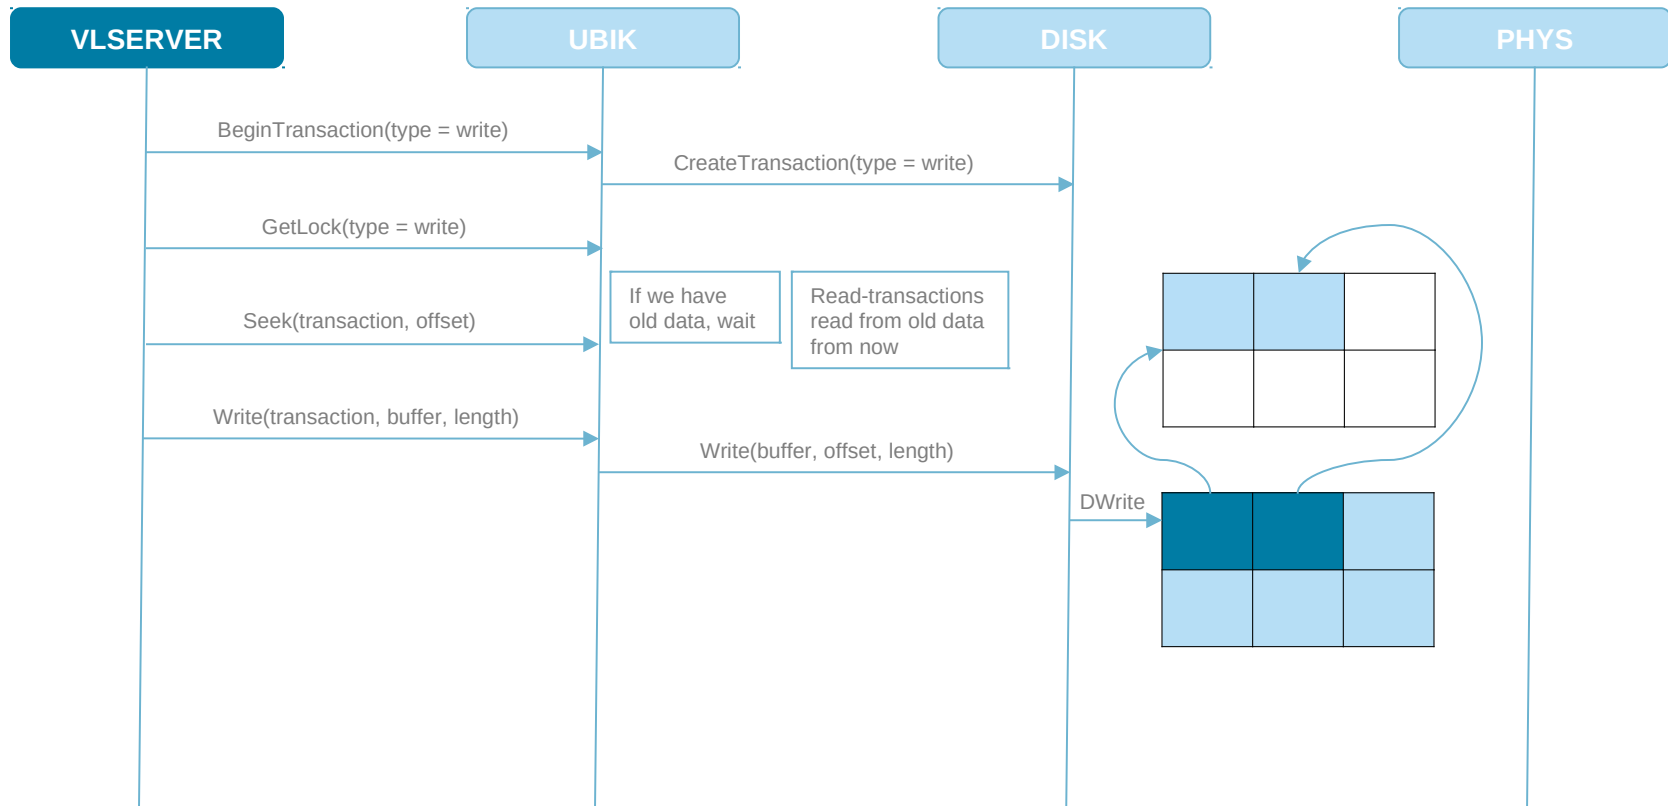 VLSERVER
UBIK
DISK
PHYS
BeginTransaction(type = write)
CreateTransaction(type = write)
GetLock(type = write)
If we have
old data, wait
Read-transactions
read from old data
from now
Seek(transaction, offset)
Write(transaction, buffer, length)
Write(buffer, offset, length)
DWrite